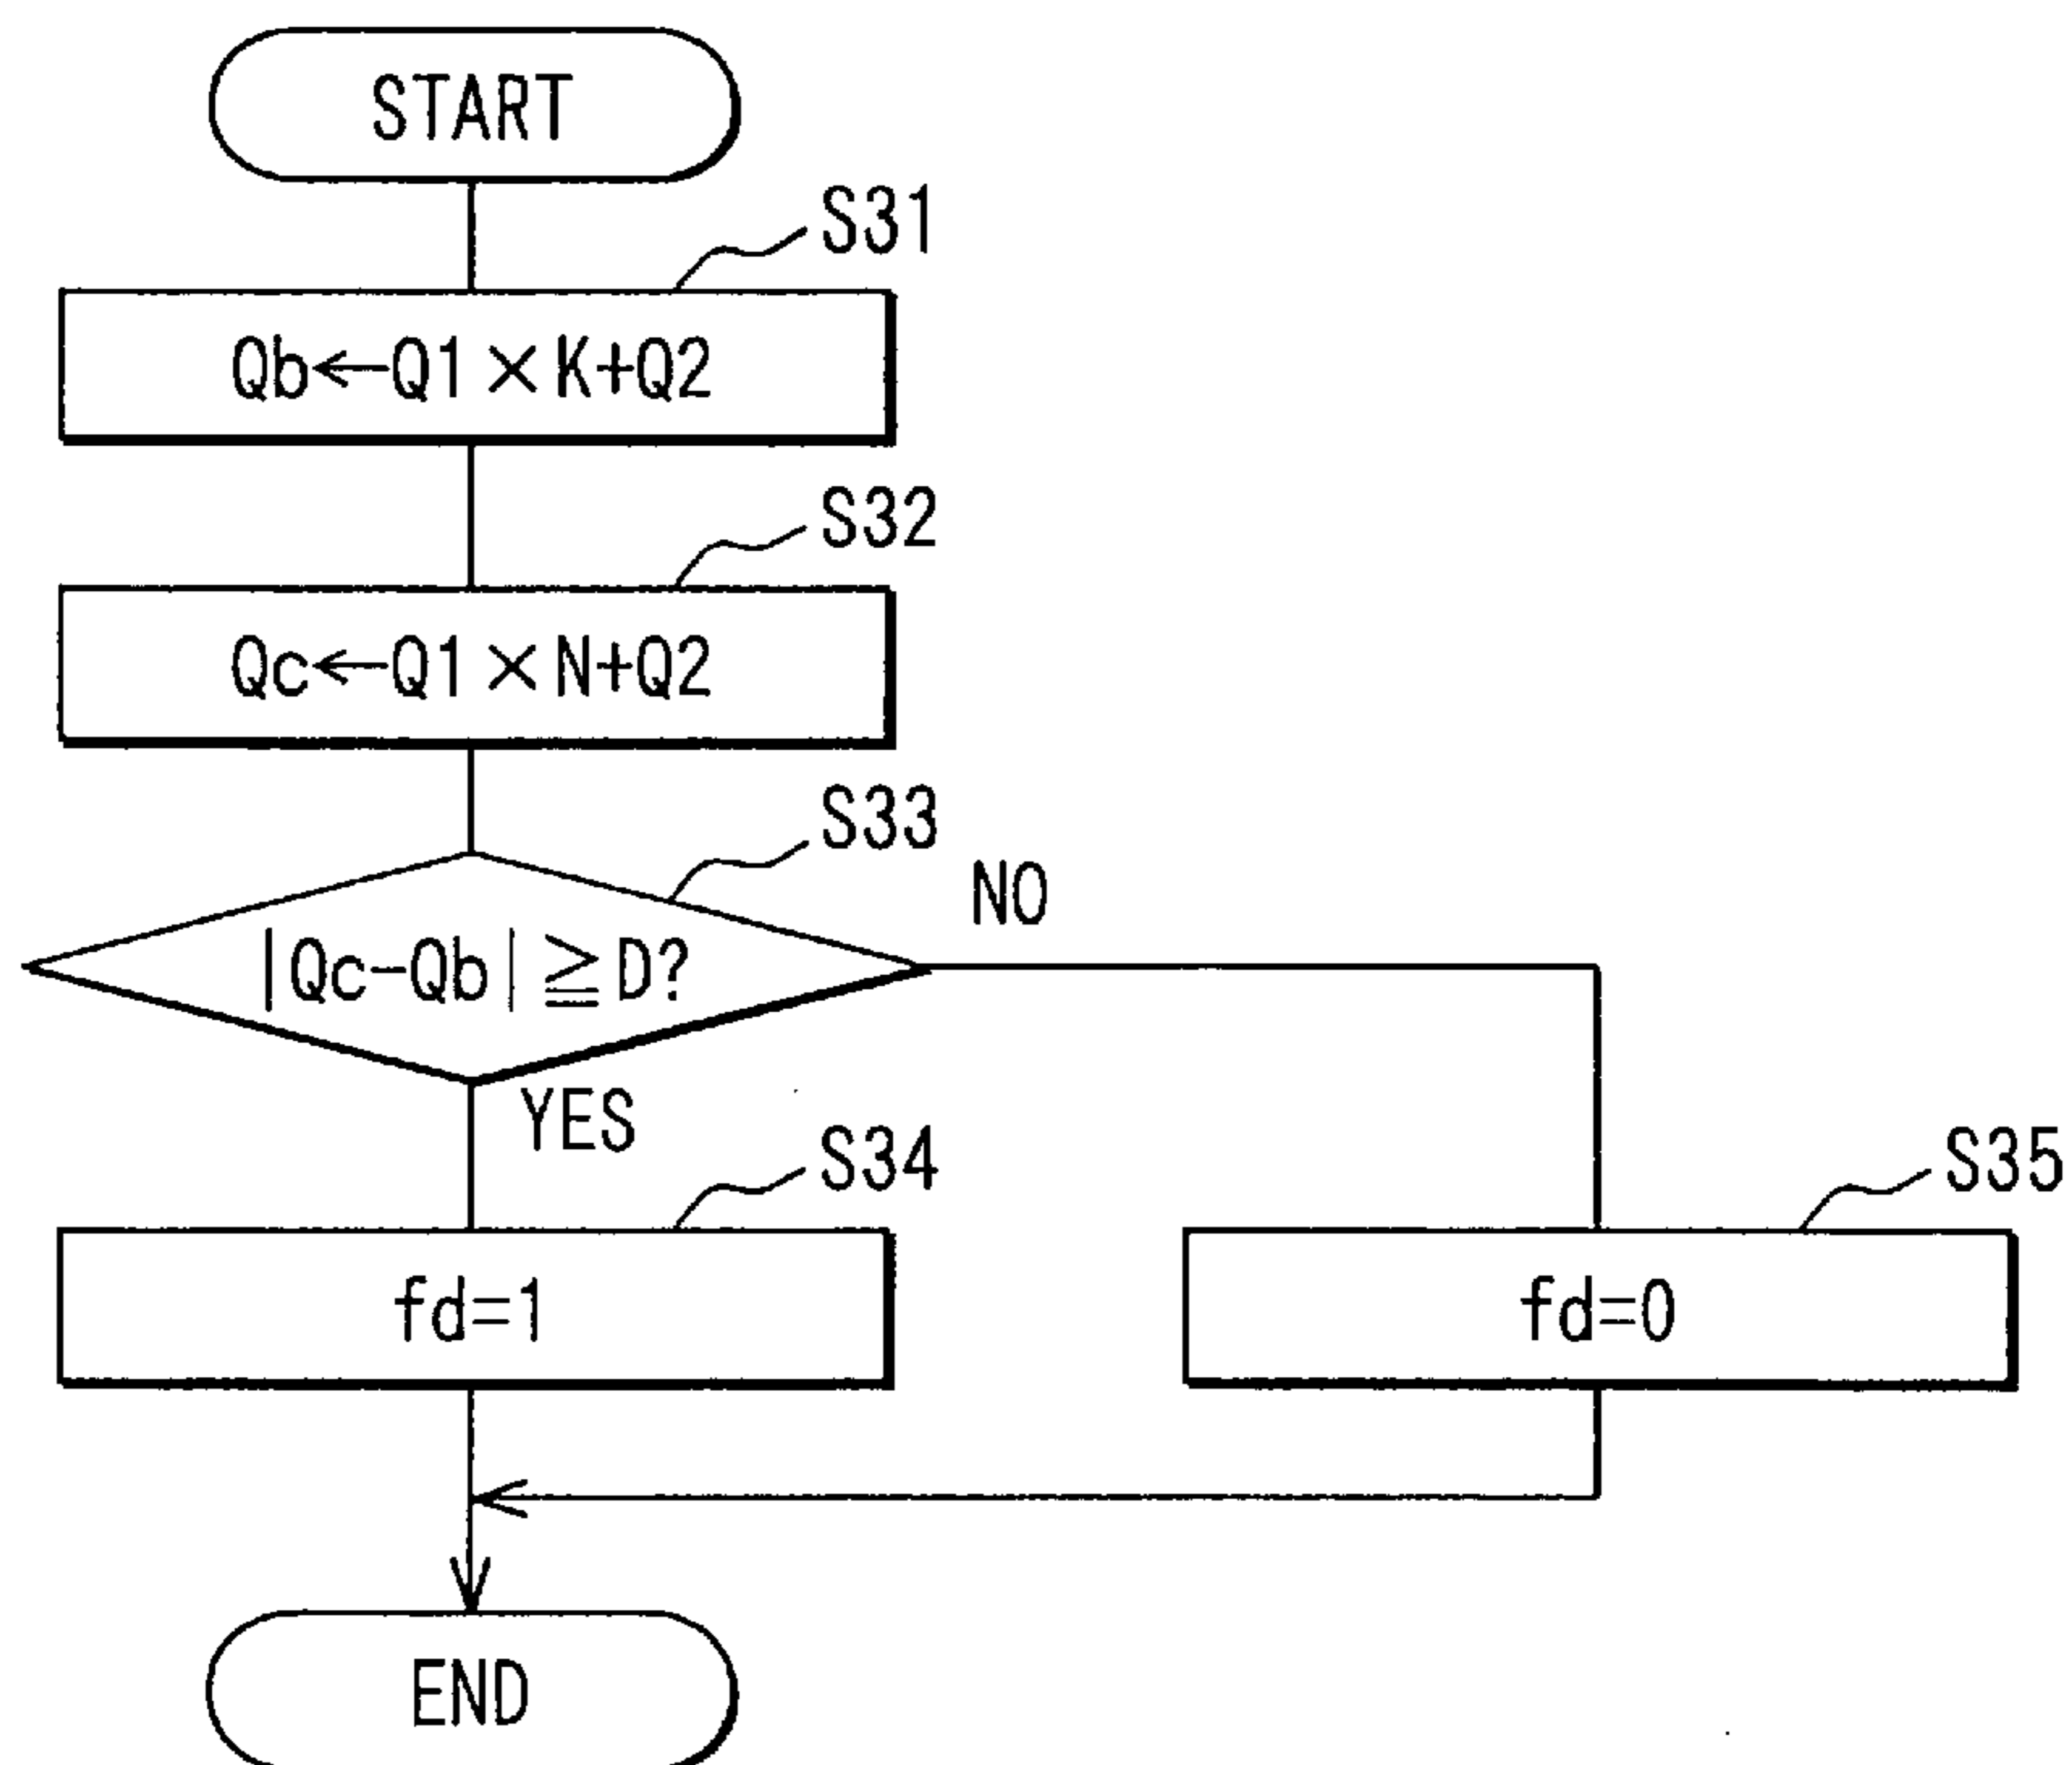 START
S31
Qb←Q1×K+Q2
S32
Qc←Q1×N+Q2
S33
|Qc-Qb|≧D?
NO
YES
S34
fd=1
S35
fd=0
END